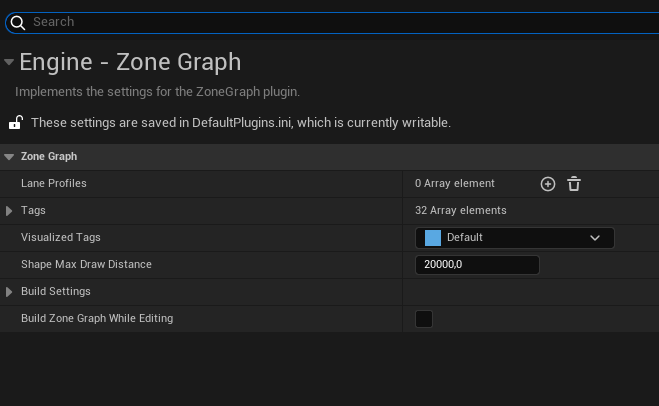 Search
Engine - Zone Graph
Implements the settings for the ZoneGraph plugin.
These settings are saved in DefaultPlugins.ini, which is currently writable.
Zone Graph
Lane Profiles
0 Array element
Tags
32 Array elements
Visualized Tags
Default
Shape Max Draw Distance
20000,0
Build Settings
Build Zone Graph While Editing